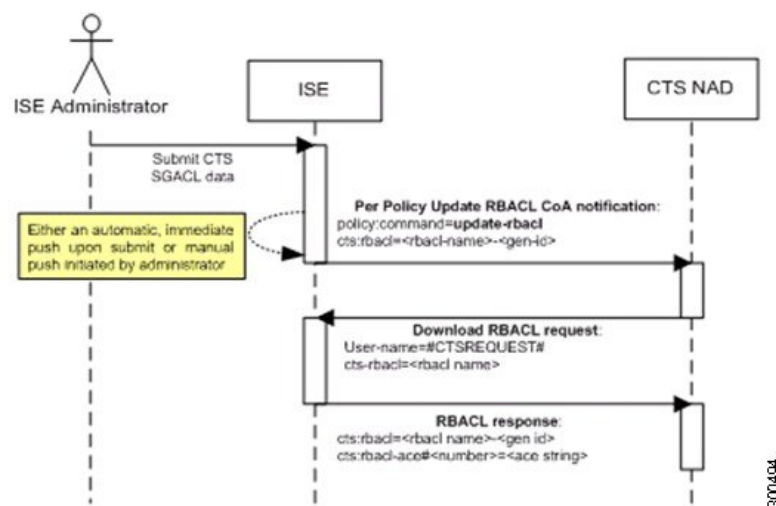 ISE Administrator
ISE
CTS NAD
Submit CTS
SGACL data
Either an automatic, immediate
push upon submit or manual
push initiated by administrator
Per Policy Update RBACL CoA notification:
policy:command=update-rbacl
cts:rbacl=<rbacl-name>-<gen-id>
Download RBACL request:
User-name=#CTSREQUEST#
cts-rbacl=<rbacl name>
RBACL response:
cts:rbacl=<rbacl name>-<gen id>
cts:rbacl-ace#<number>=<ace string>
300494